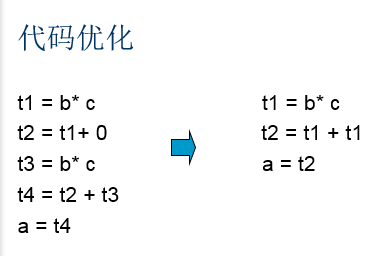 代码优化
t1 = b* c
t2 = t1+ 0
t3 = b* c
t4 = t2 + t3
a = t4
t1 = b* c
t2 = t1 + t1
a = t2